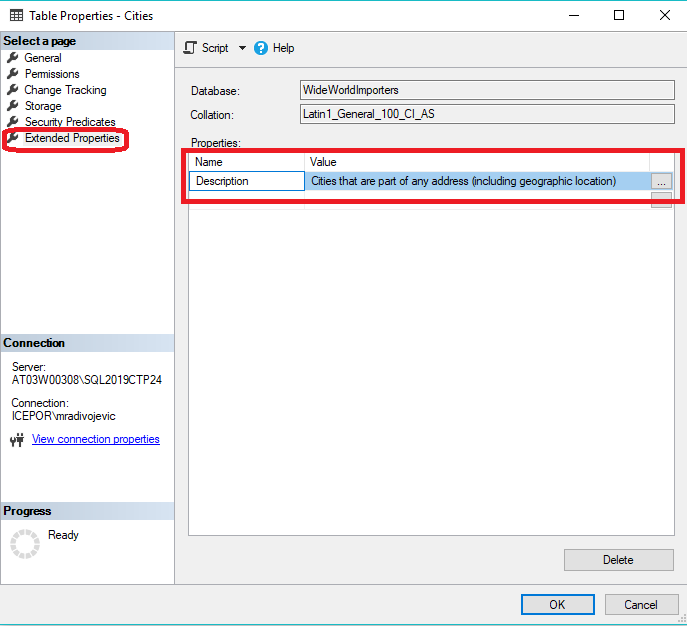 Table Properties - Cities
Select a page
General
Permissions
Change Tracking
Storage
Security Predicates
Extended Properties
Script
Help
Database:
WideWorldImporters
Collation:
Latin1_General_100_CI_AS
Properties:
Name Value
Description Cities that are part of any address (including geographic location) ...
Connection
Server:
AT03W00308\SQL2019CTP24
Connection:
ICEPOR\mradivojevic
View connection properties
Progress
Ready
Delete
OK Cancel